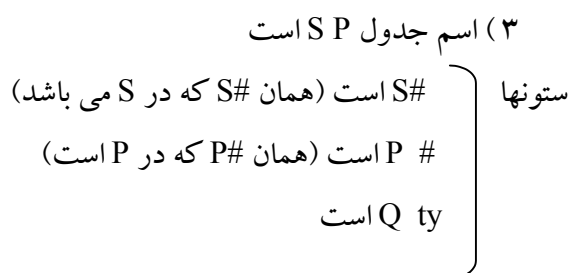 ۳) اسم جدول S P است
ستونها S# است (همان S# که در S می باشد)
P # است (همان P# که در P است)
Q ty است